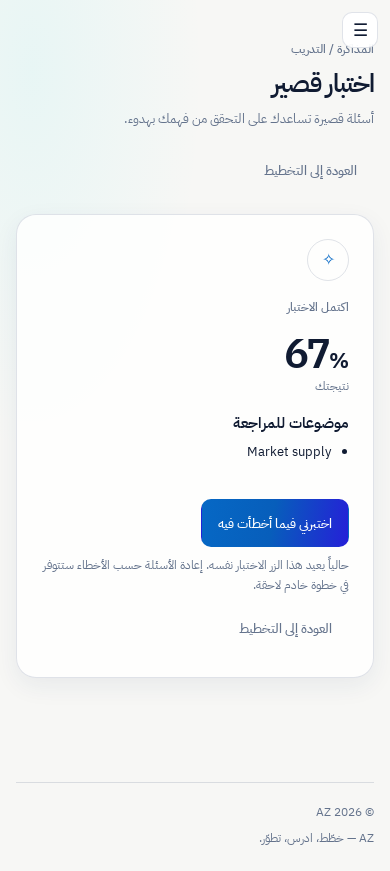 المذاكرة / التدريب
اختبار قصير
أسئلة قصيرة تساعدك على التحقق من فهمك بهدوء.
العودة إلى التخطيط
اكتمل الاختبار
67%
نتيجتك
موضوعات للمراجعة
Market supply
اختبرني فيما أخطأت فيه
حالياً يعيد هذا الزر الاختبار نفسه. إعادة الأسئلة حسب الأخطاء ستتوفر
في خطوة خادم لاحقة.
العودة إلى التخطيط
© 2026 AZ
AZ — خطّط، ادرس، تطوّر.